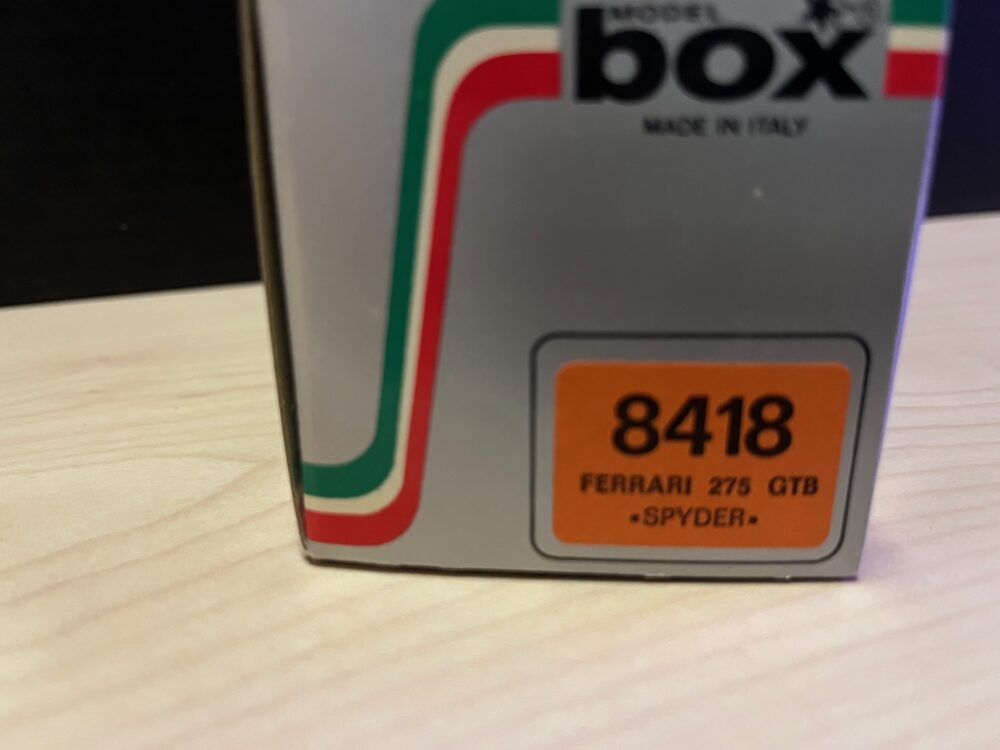 MODEL
box
MADE IN ITALY
8418
FERRARI 275 GTB
«SPYDER»